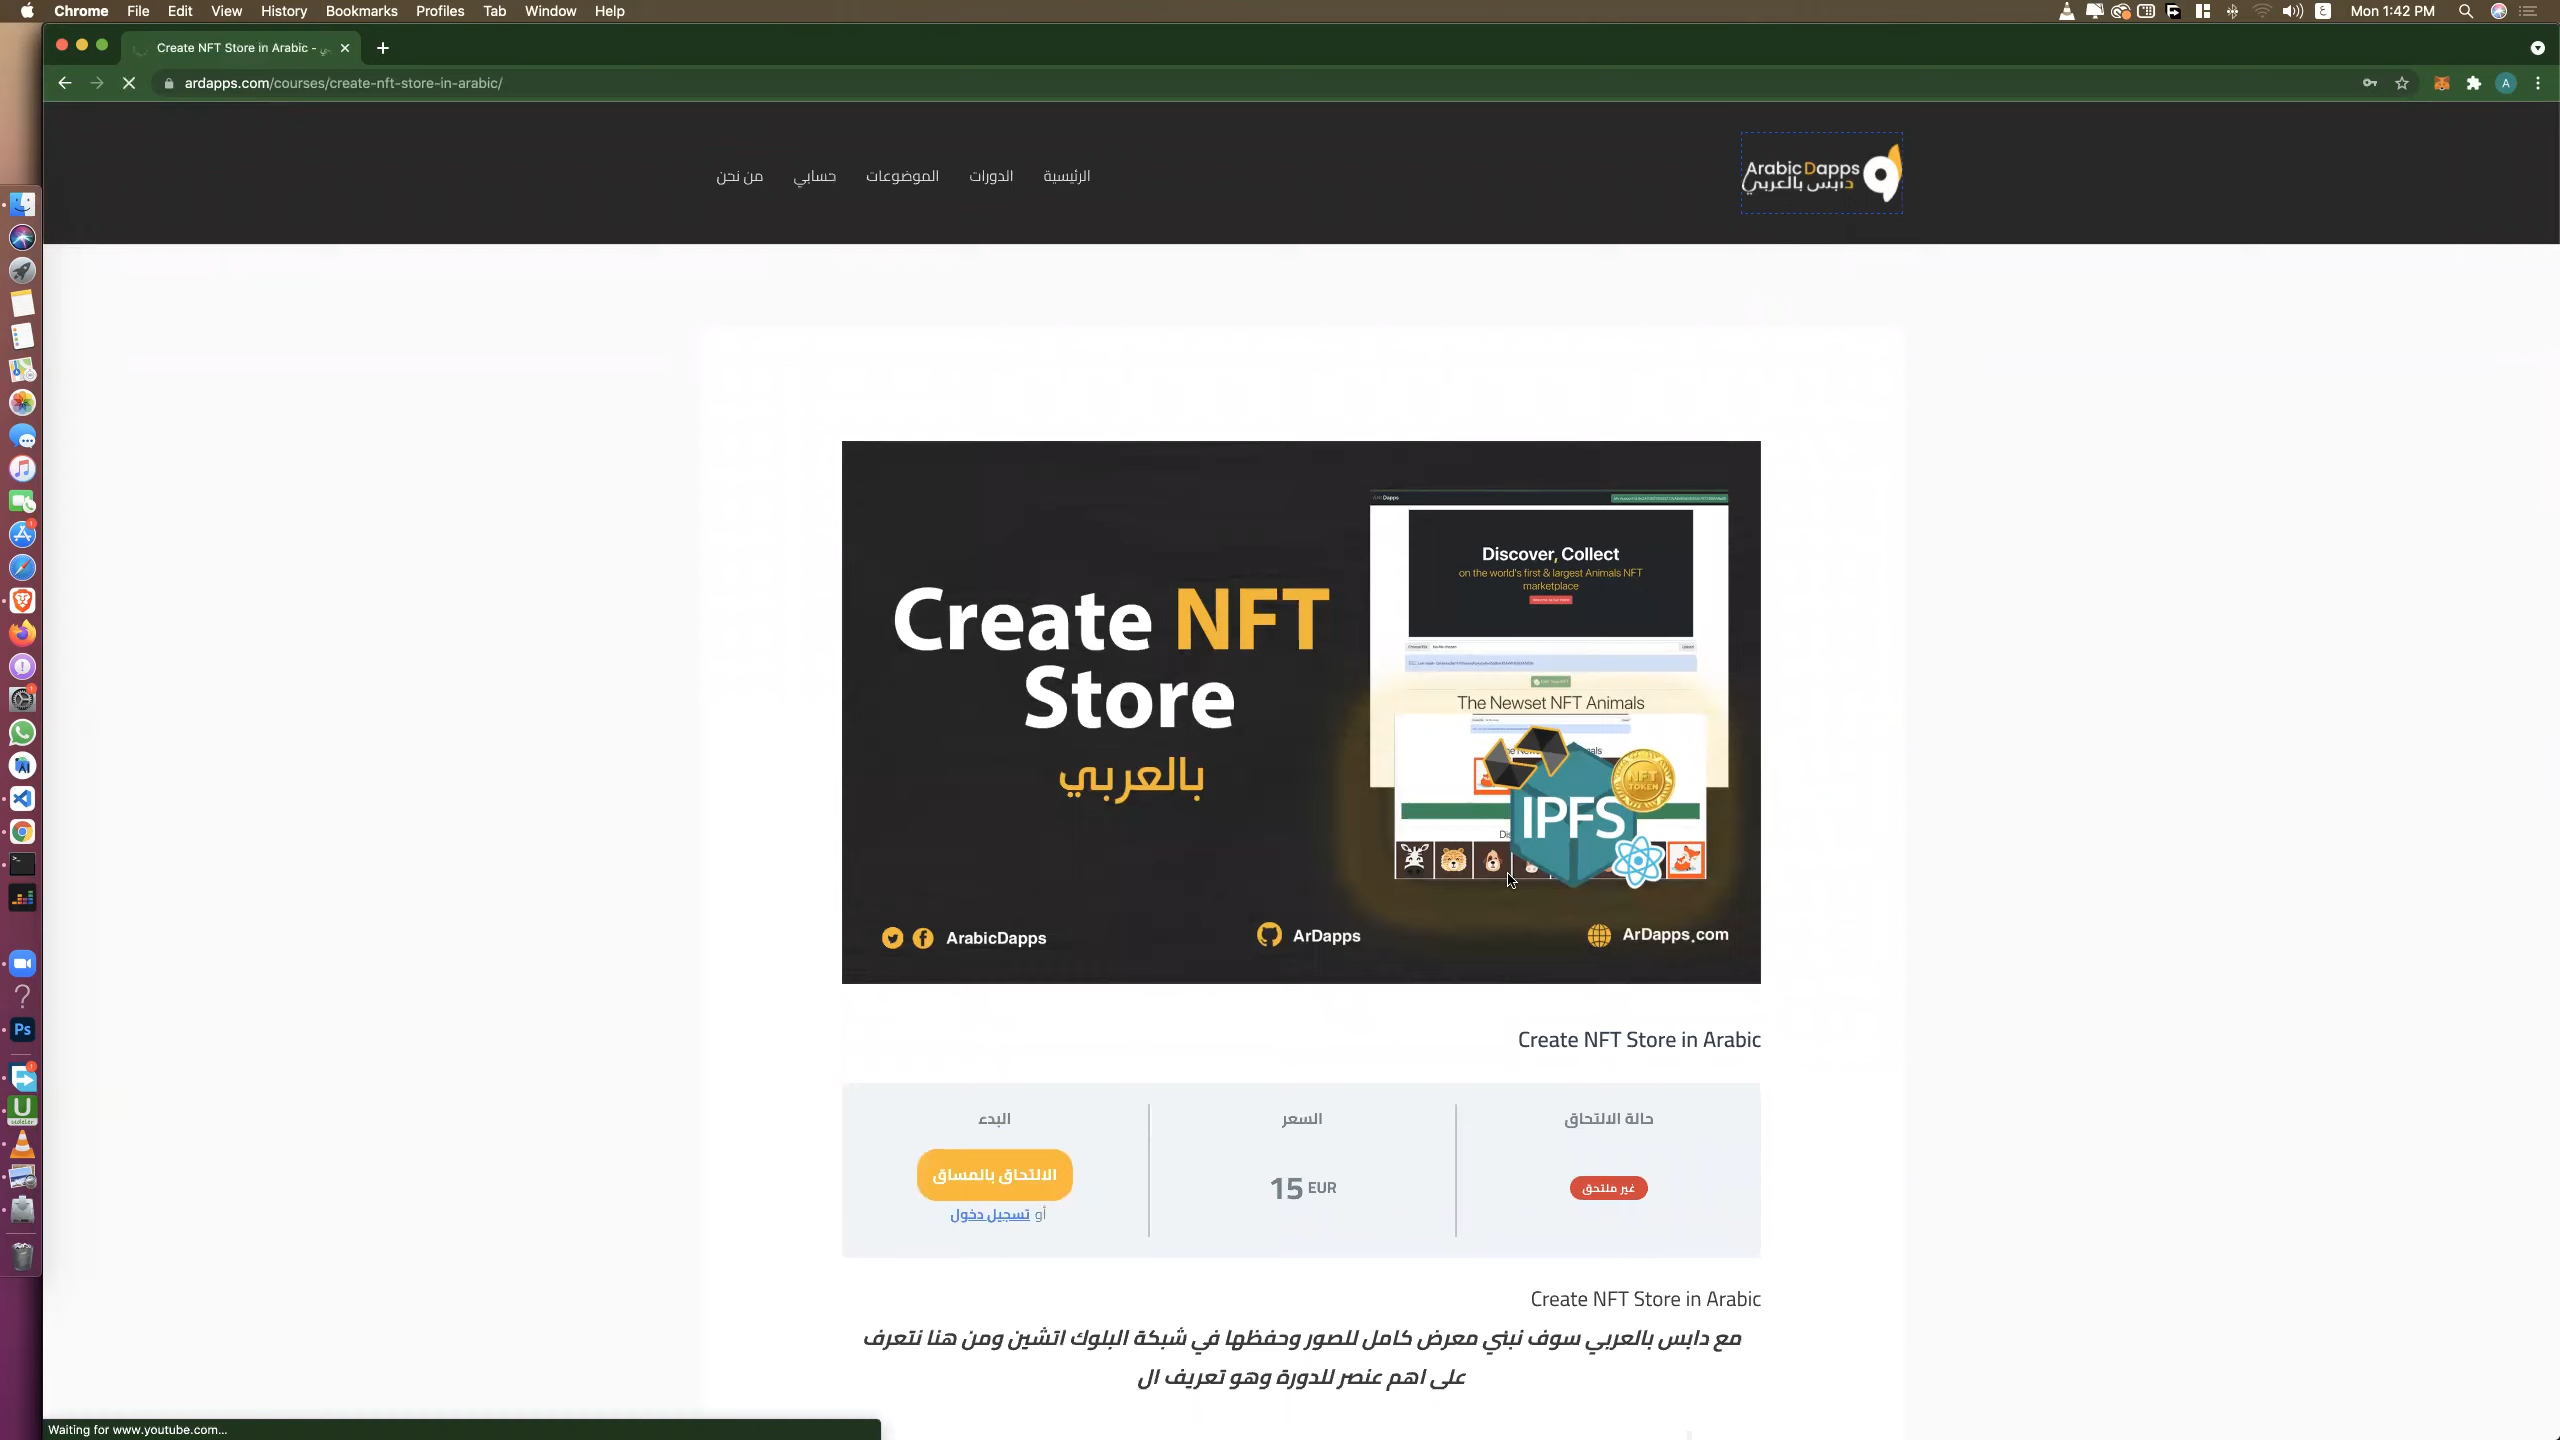 Chrome File Edit View History Bookmarks Profiles Tab Window Help
Mon 1:42 PM
Create NFT Store in Arabic -
ardapps.com/courses/create-nft-store-in-arabic/
A
الرئيسية الدورات الموضوعات حسابي من نحن
Arabic Dapps
دابس بالعربي
Create NFT
Store
بالعربي
Discover, Collect
on the world's first & largest Animals NFT
marketplace
The Newset NFT Animals
NFT
TOKEN
IPFS
ArabicDapps
ArDapps
ArDapps.com
Create NFT Store in Arabic
حالة الالتحاق
غير ملتحق
السعر
15 EUR
البدء
الالتحاق بالمساق
أو تسجيل دخول
Create NFT Store in Arabic
مع دابس بالعربي سوف نبني معرض كامل للصور وحفظها في شبكة البلوك اتشين ومن هنا نتعرف
على اهم عنصر للدورة وهو تعريف ال
Waiting for www.youtube.com...
Ps